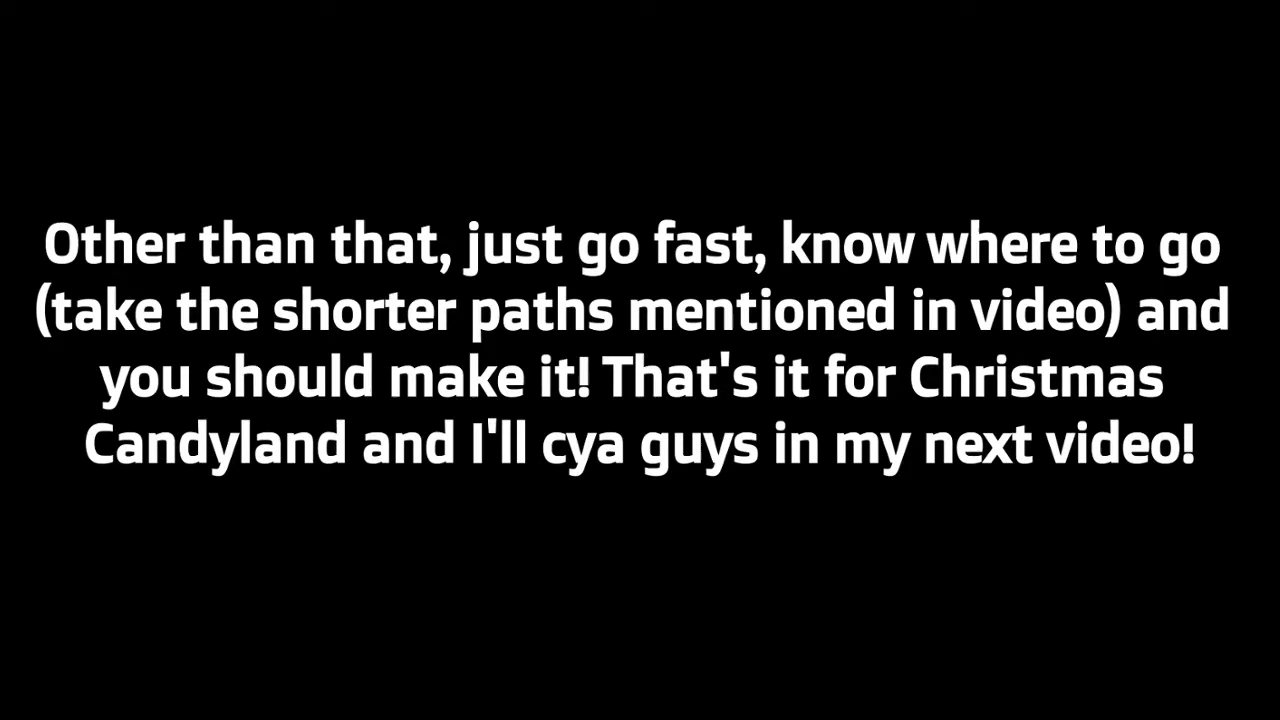 Other than that, just go fast, know where to go
(take the shorter paths mentioned in video) and
you should make it! That's it for Christmas
Candyland and I'll cya guys in my next video!